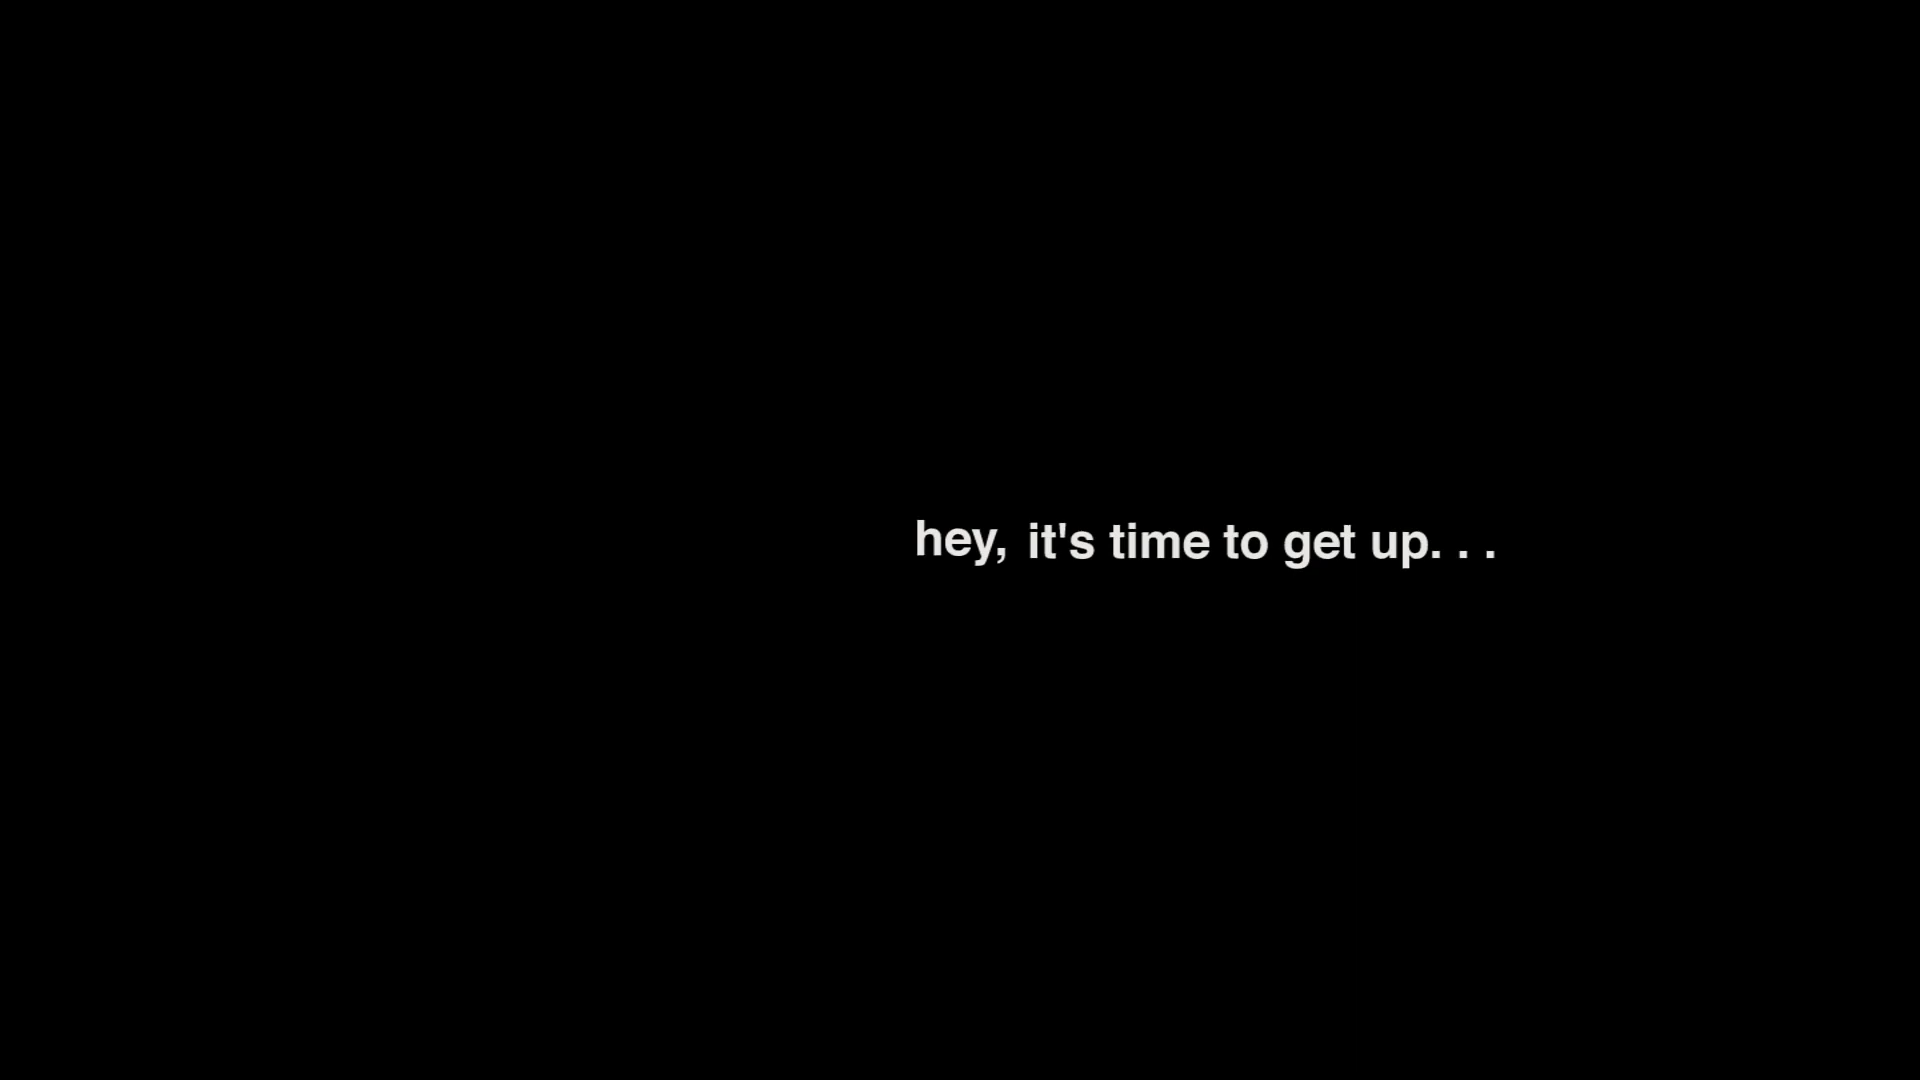 hey, it's time to get up. . .